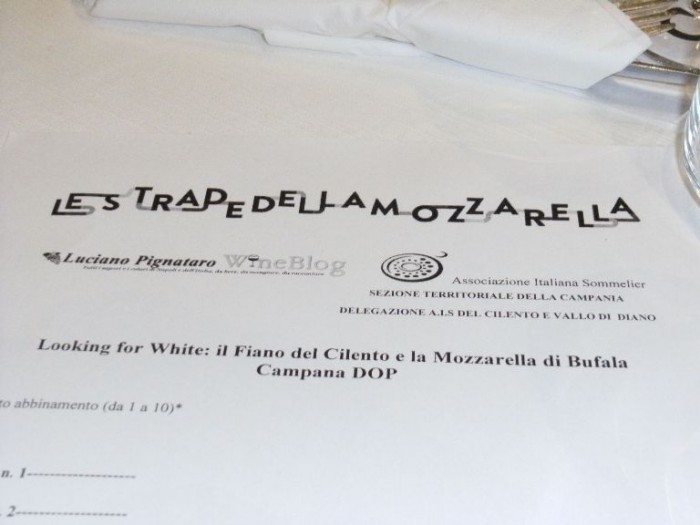 LE STRADE DELLA MOZZARELLA
Luciano Pignataro WineBlog
Associazione Italiana Sommelier
SEZIONE TERRITORIALE DELLA CAMPANIA
DELEGAZIONE A.I.S DEL CILENTO E VALLO DI DIANO
Looking for White: il Fiano del Cilento e la Mozzarella di Bufala
Campana DOP
to abbinamento (da 1 a 10)*
n. 1--------------------
. 2--------------------